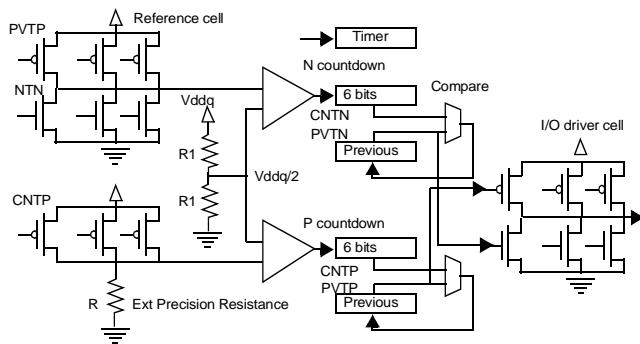 PVTP
Reference cell
Timer
N countdown
NTN
Vddq
6 bits
Compare
CNTN
PVTN
R1
Previous
I/O driver cell
Vddq/2
R1
CNTP
P countdown
6 bits
CNTP
PVTP
R
Ext Precision Resistance
Previous